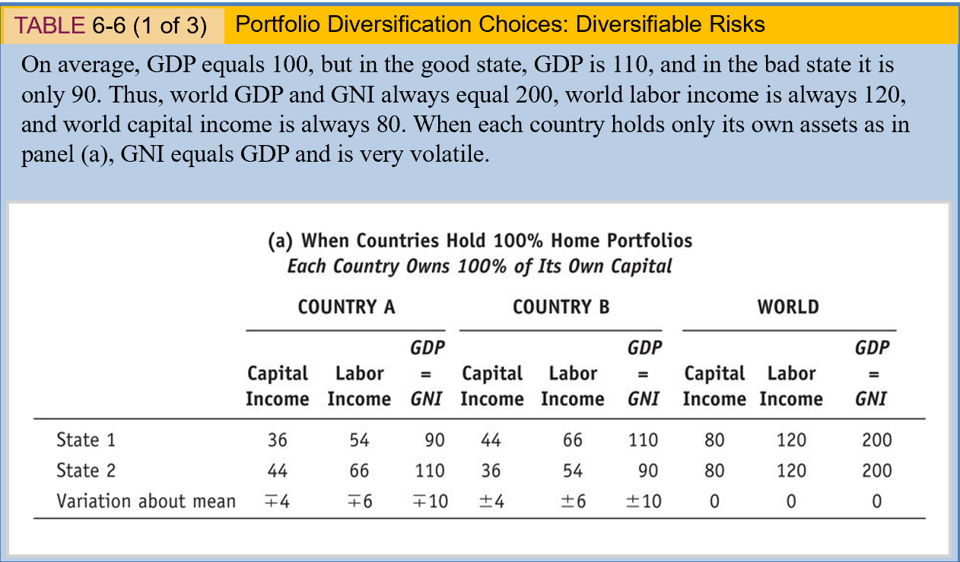 TABLE 6-6 (1 of 3) Portfolio Diversification Choices: Diversifiable Risks
On average, GDP equals 100, but in the good state, GDP is 110, and in the bad state it is
only 90. Thus, world GDP and GNI always equal 200, world labor income is always 120,
and world capital income is always 80. When each country holds only its own assets as in
panel (a), GNI equals GDP and is very volatile.
(a) When Countries Hold 100% Home Portfolios
Each Country Owns 100% of Its Own Capital
COUNTRY A COUNTRY B WORLD
GDP GDP GDP
Capital Labor = Capital Labor = Capital Labor =
Income Income GNI Income Income GNI Income Income GNI
State 1 36 54 90 44 66 110 80 120 200
State 2 44 66 110 36 54 90 80 120 200
Variation about mean ∓4 ∓6 ∓10 ±4 ±6 ±10 0 0 0